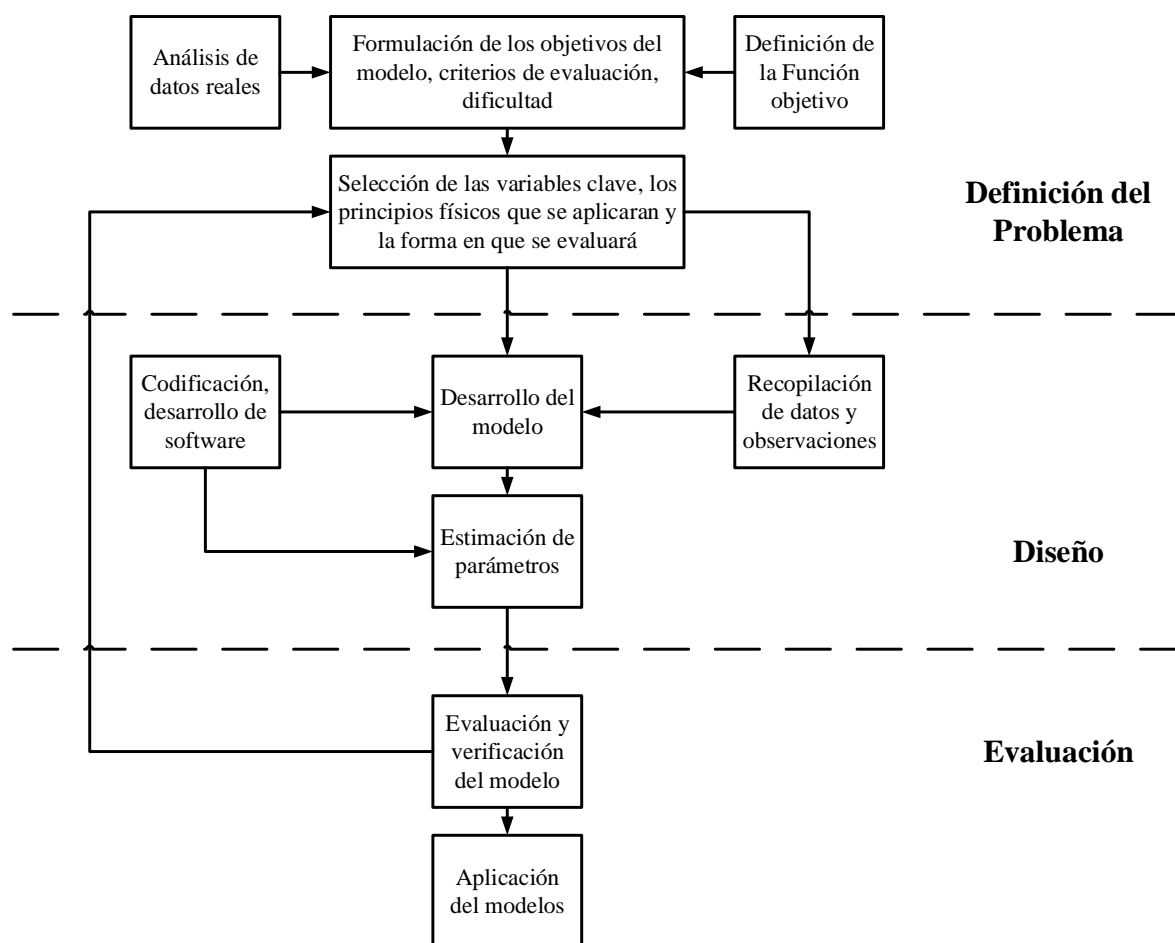 Análisis de
datos reales
Formulación de los objetivos del
modelo, criterios de evaluación,
dificultad
Definición de
la Función
objetivo
Selección de las variables clave, los
principios físicos que se aplicaran y
la forma en que se evaluará
Definición del
Problema
Codificación,
desarrollo de
software
Desarrollo del
modelo
Recopilación
de datos y
observaciones
Estimación de
parámetros
Diseño
Evaluación y
verificación
del modelo
Evaluación
Aplicación
del modelos